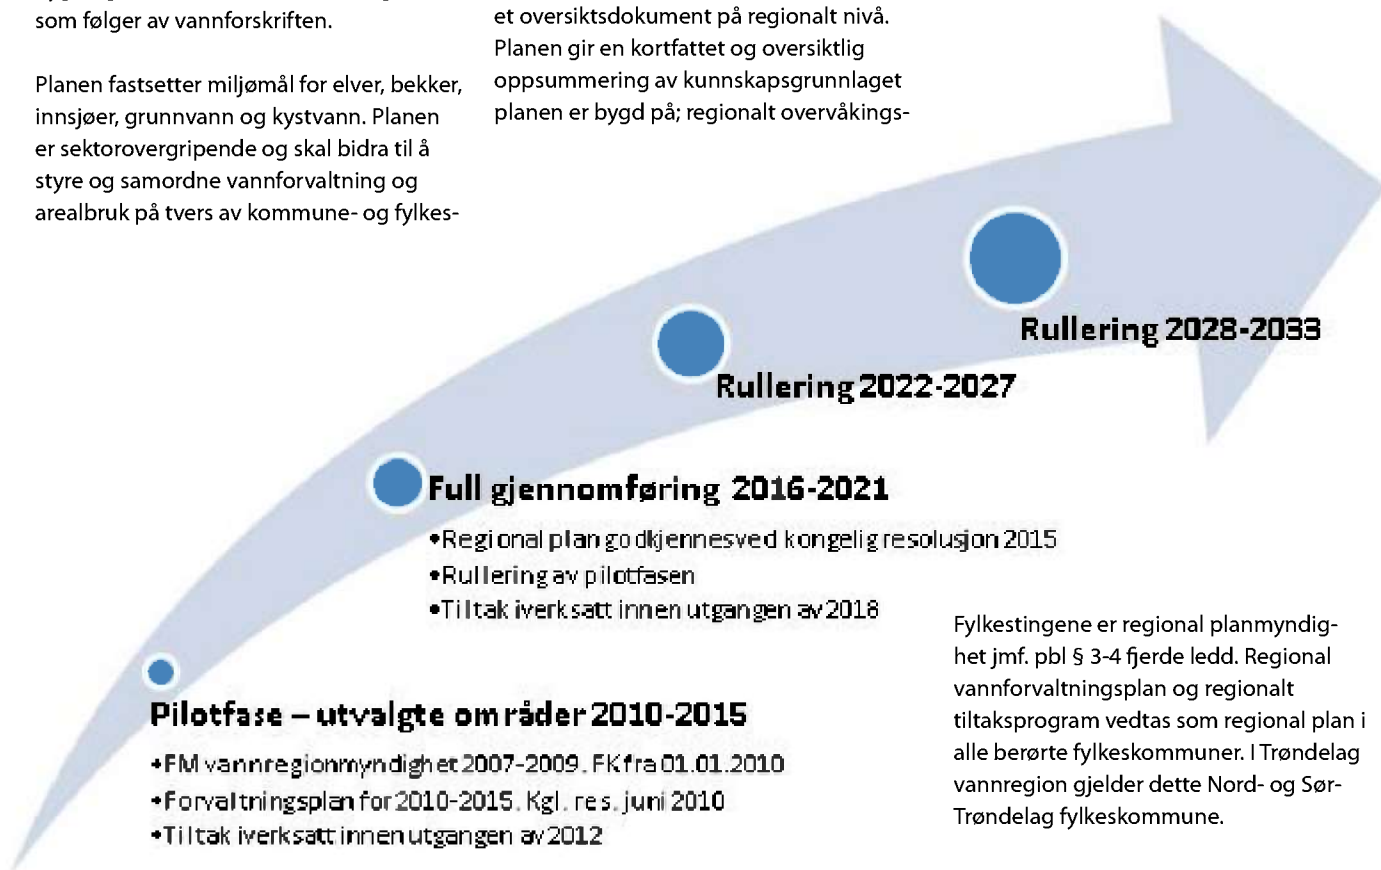 som følger av vannforskriften.
Planen fastsetter miljømål for elver, bekker,
innsjøer, grunnvann og kystvann. Planen
er sektorovergripende og skal bidra til å
styre og samordne vannforvaltning og
arealbruk på tvers av kommune- og fylkes-
et oversiktsdokument på regionalt nivå.
Planen gir en kortfattet og oversiktlig
oppsummering av kunnskapsgrunnlaget
planen er bygd på; regionalt overvåkings-
Rullering 2028-2033
Rullering 2022-2027
Full gjennomføring 2016-2021
•Regional plan godkjennes ved kongelig resolusjon 2015
•Rullering av pilotfasen
•Tiltak iverksatt innen utgangen av 2018
Pilotfase – utvalgte områder 2010-2015
•FM vannregionmyndighet 2007-2009. FK fra 01.01.2010
•Forvaltningsplan for 2010-2015. Kgl. res. juni 2010
•Tiltak iverksatt innen utgangen av 2012
Fylkestingene er regional planmyndig-
het jmf. pbl § 3-4 fjerde ledd. Regional
vannforvaltningsplan og regionalt
tiltaksprogram vedtas som regional plan i
alle berørte fylkeskommuner. I Trøndelag
vannregion gjelder dette Nord- og Sør-
Trøndelag fylkeskommune.